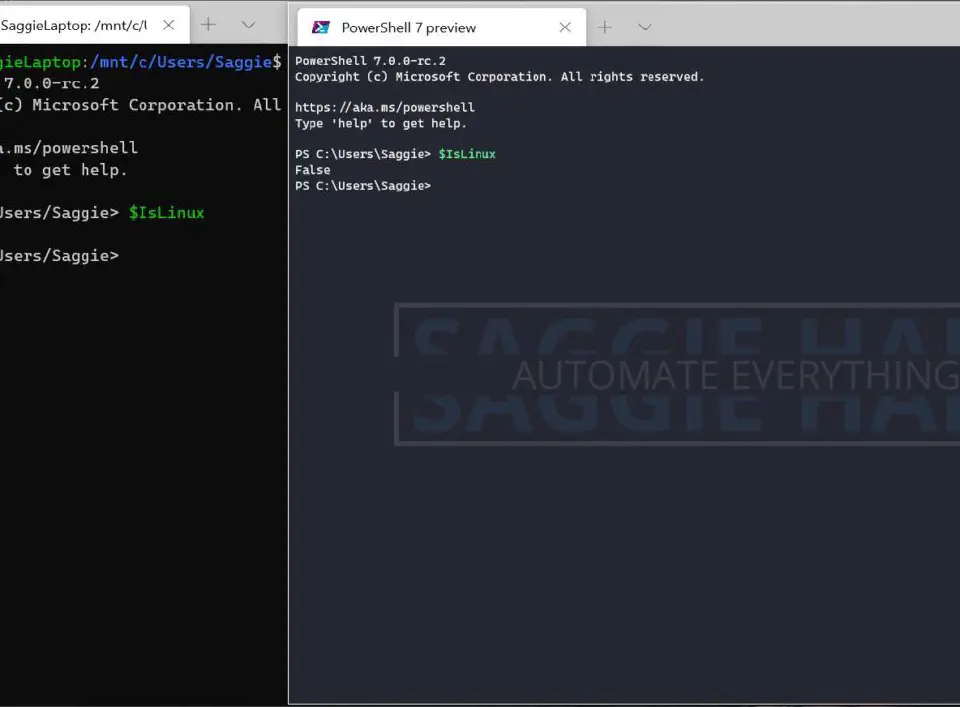 SaggieLaptop: /mnt/c/U
gieLaptop:/mnt/c/Users/Saggie$
7.0.0-rc.2
(c) Microsoft Corporation. All
a.ms/powershell
to get help.
Users/Saggie> $IsLinux
Users/Saggie>
PowerShell 7 preview
PowerShell 7.0.0-rc.2
Copyright (c) Microsoft Corporation. All rights reserved.
https://aka.ms/powershell
Type 'help' to get help.
PS C:\Users\Saggie> $IsLinux
False
PS C:\Users\Saggie>
SAGGIE HA
AUTOMATE EVERYTHING